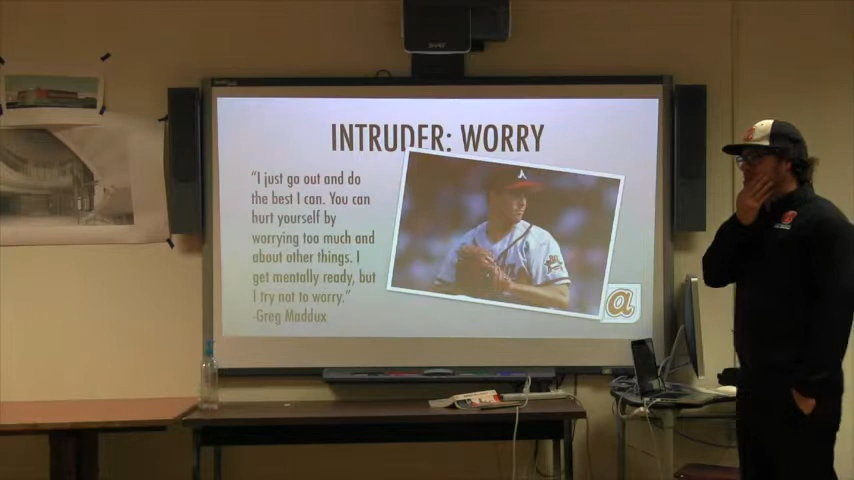 INTRUDER: WORRY
"I just go out and do
the best I can. You can
hurt yourself by
worrying too much and
about other things. I
get mentally ready, but
I try not to worry."
-Greg Maddux
a